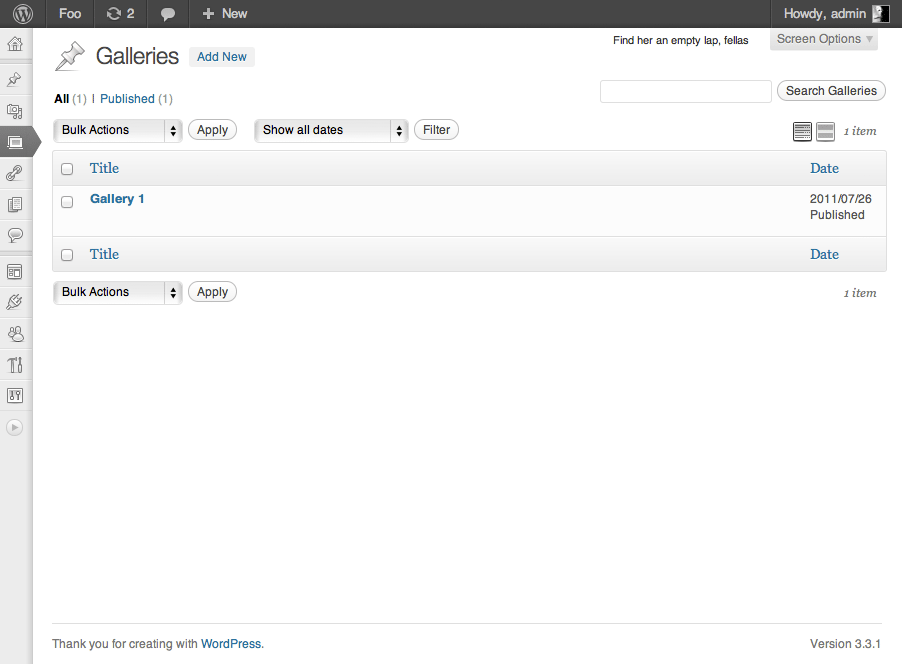 Foo 2 New Howdy, admin
Find her an empty lap, fellas Screen Options
Galleries Add New
All (1) | Published (1) Search Galleries
Bulk Actions Apply Show all dates Filter 1 item
Title Date
Gallery 1 2011/07/26
Published
Title Date
Bulk Actions Apply 1 item
Thank you for creating with WordPress. Version 3.3.1